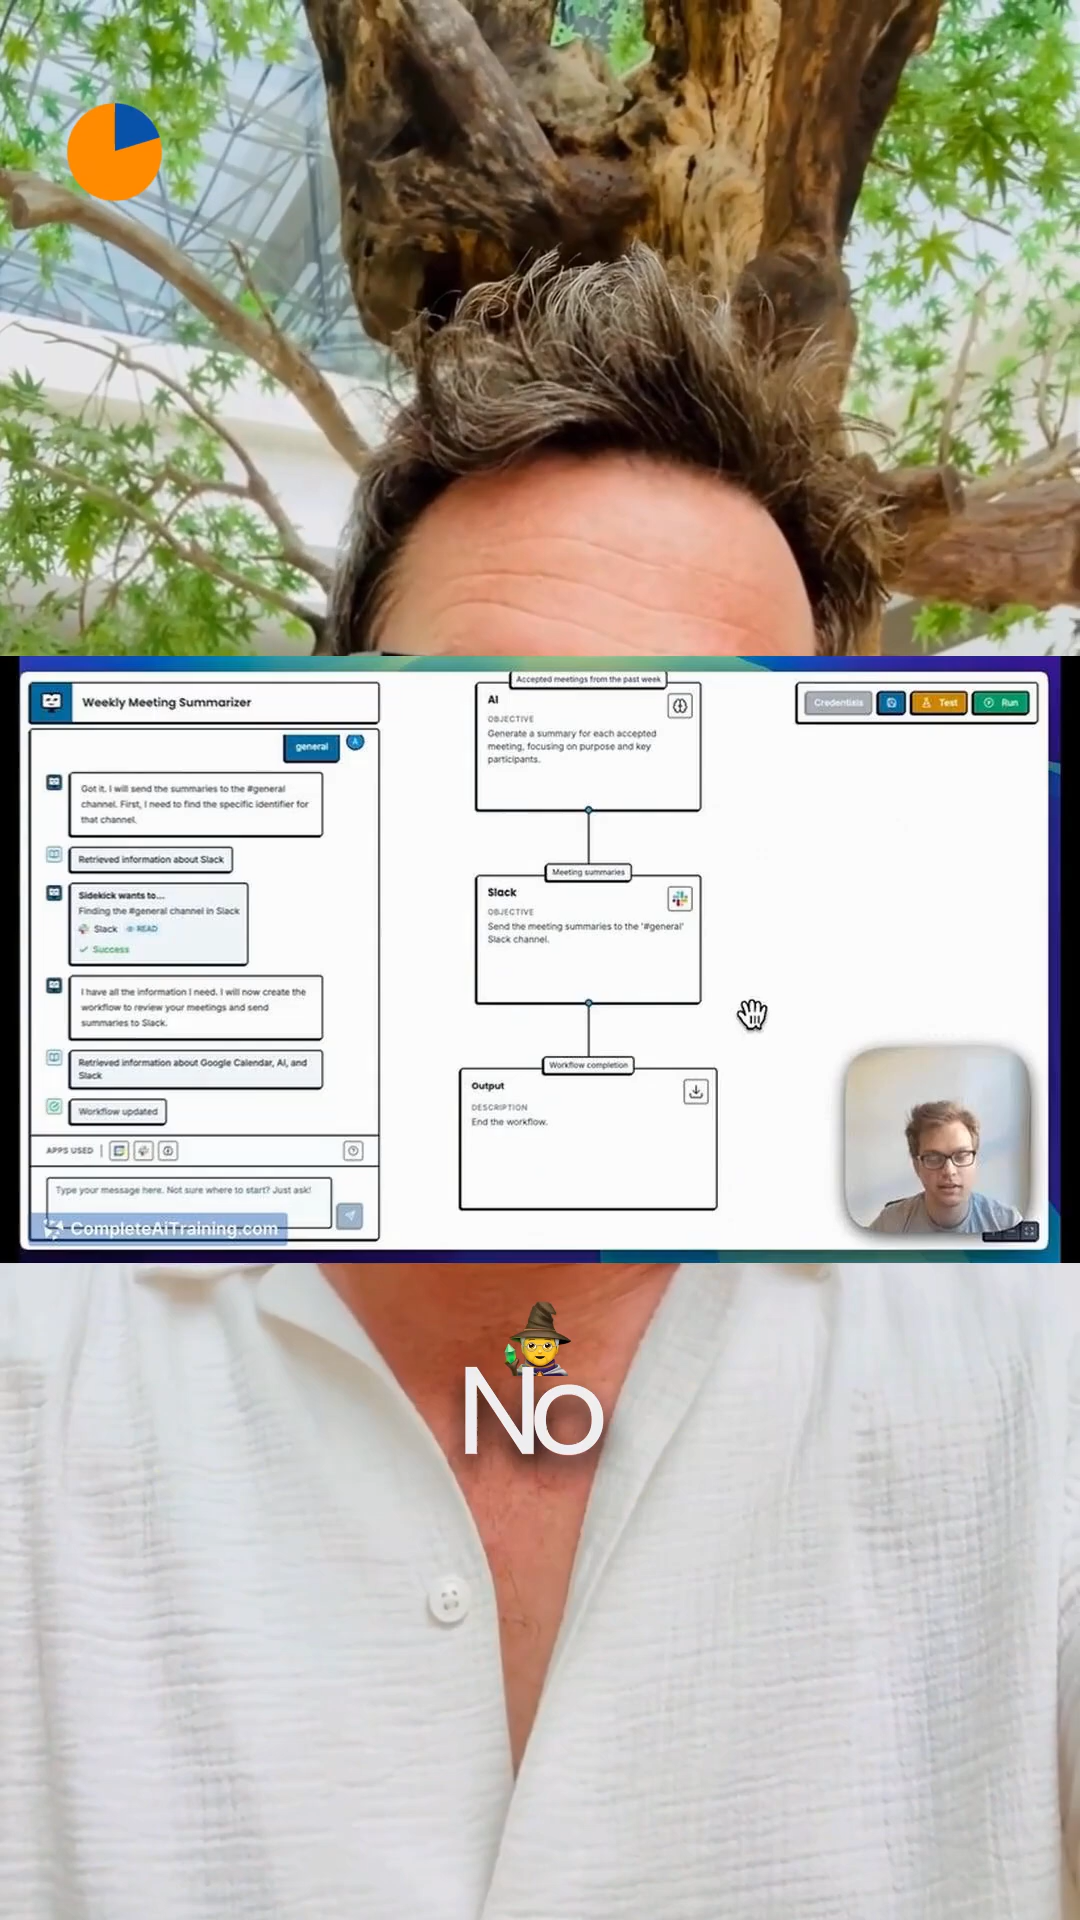 Weekly Meeting Summarizer
general
A
Got it. I will send the summaries to the #general
channel. First, I need to find the specific identifier for
that channel.
Retrieved information about Slack
Sidekick wants to...
Finding the #general channel in Slack
Slack READ
Success
I have all the information I need. I will now create the
workflow to review your meetings and send
summaries to Slack.
Retrieved information about Google Calendar, AI, and
Slack
Workflow updated
APPS USED
Type your message here. Not sure where to start? Just ask!
CompleteAiTraining.com
Accepted meetings from the past week
AI
OBJECTIVE
Generate a summary for each accepted
meeting, focusing on purpose and key
participants.
Meeting summaries
Slack
OBJECTIVE
Send the meeting summaries to the '#general'
Slack channel.
Workflow completion
Output
DESCRIPTION
End the workflow.
Credentials
Test
Run
No